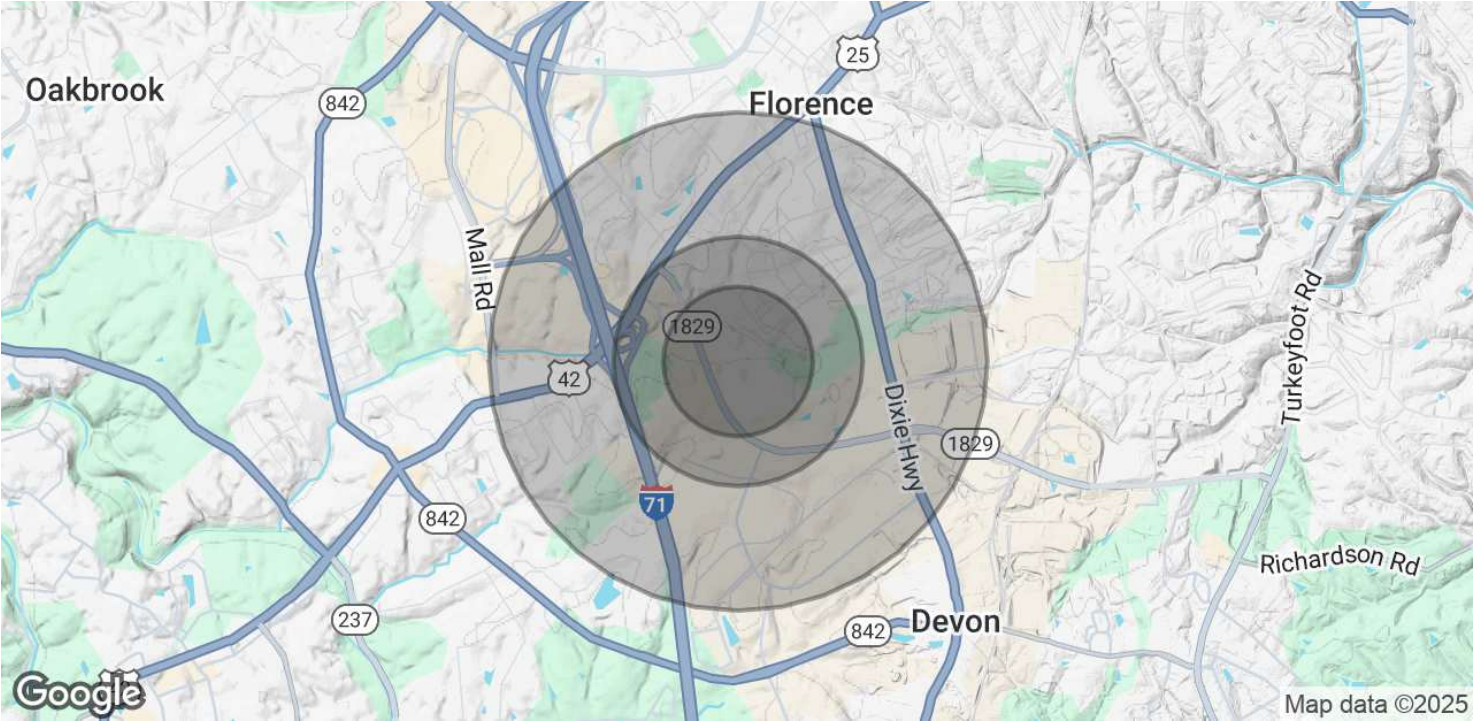 25
Oakbrook
842
Florence
Mall Rd
1829
Turkeyfoot Rd
42
Dixie Hwy
1829
71
842
Richardson Rd
237
842
Devon
Google
Map data ©2025